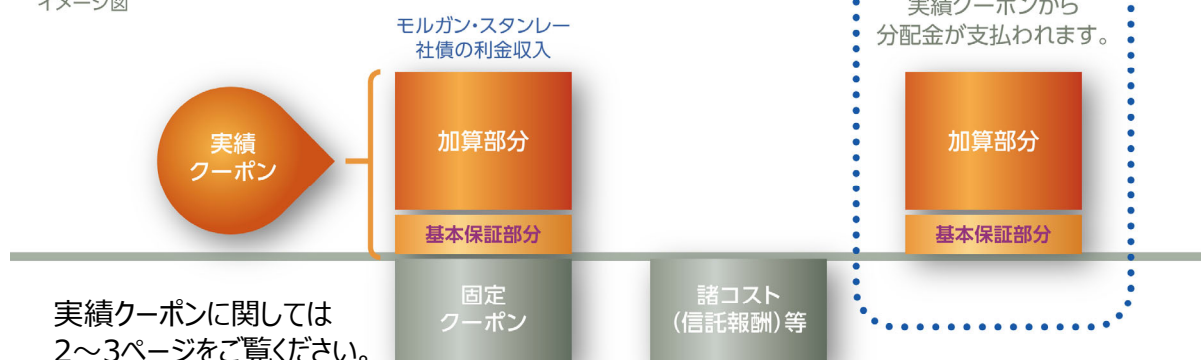 イメージ図
モルガン・スタンレー
社債の利金収入
実績クーポンから
分配金が支払われます。
実績
クーポン
加算部分
基本保証部分
加算部分
基本保証部分
固定
クーポン
諸コスト
(信託報酬)等
実績クーポンに関しては
2〜3ページをご覧ください。